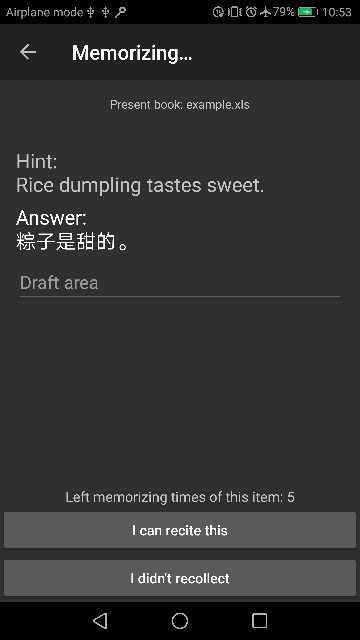 Airplane mode 79% 10:53
Memorizing...
Present book: example.xls
Hint:
Rice dumpling tastes sweet.
Answer:
粽子是甜的。
Draft area
Left memorizing times of this item: 5
I can recite this
I didn't recollect